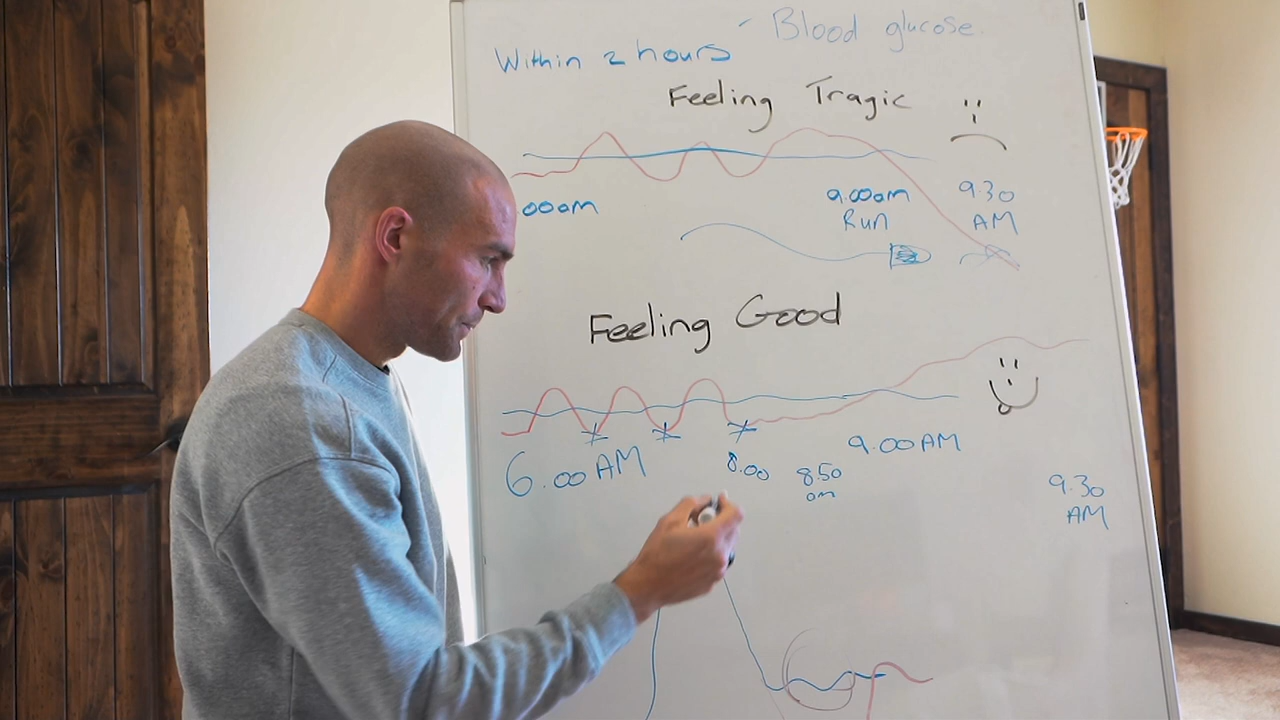 - Blood glucose
Within 2 hours
Feeling Tragic
00am
9.00am
Run
9.30
AM
Feeling Good
6.00 AM
8.00
8.50
am
9.00 AM
9.30
AM